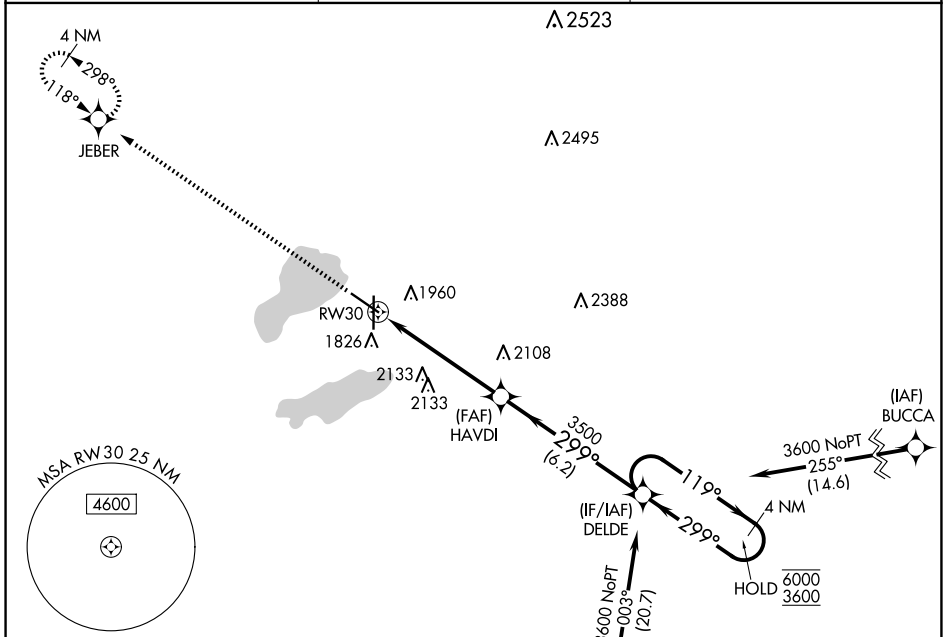 2523
4 NM
298°
118°
JEBER
2495
1960
2388
RW30
1826
2108
2133
2133
(FAF)
HAVDI
3500
299°
(6.2)
(IAF)
BUCCA
3600 NoPT
255°
(14.6)
119°
4 NM
(IF/IAF)
DELDE
299°
HOLD 6000
3600
MSA RW30 25 NM
4600
NoPT
003°
(20.7)